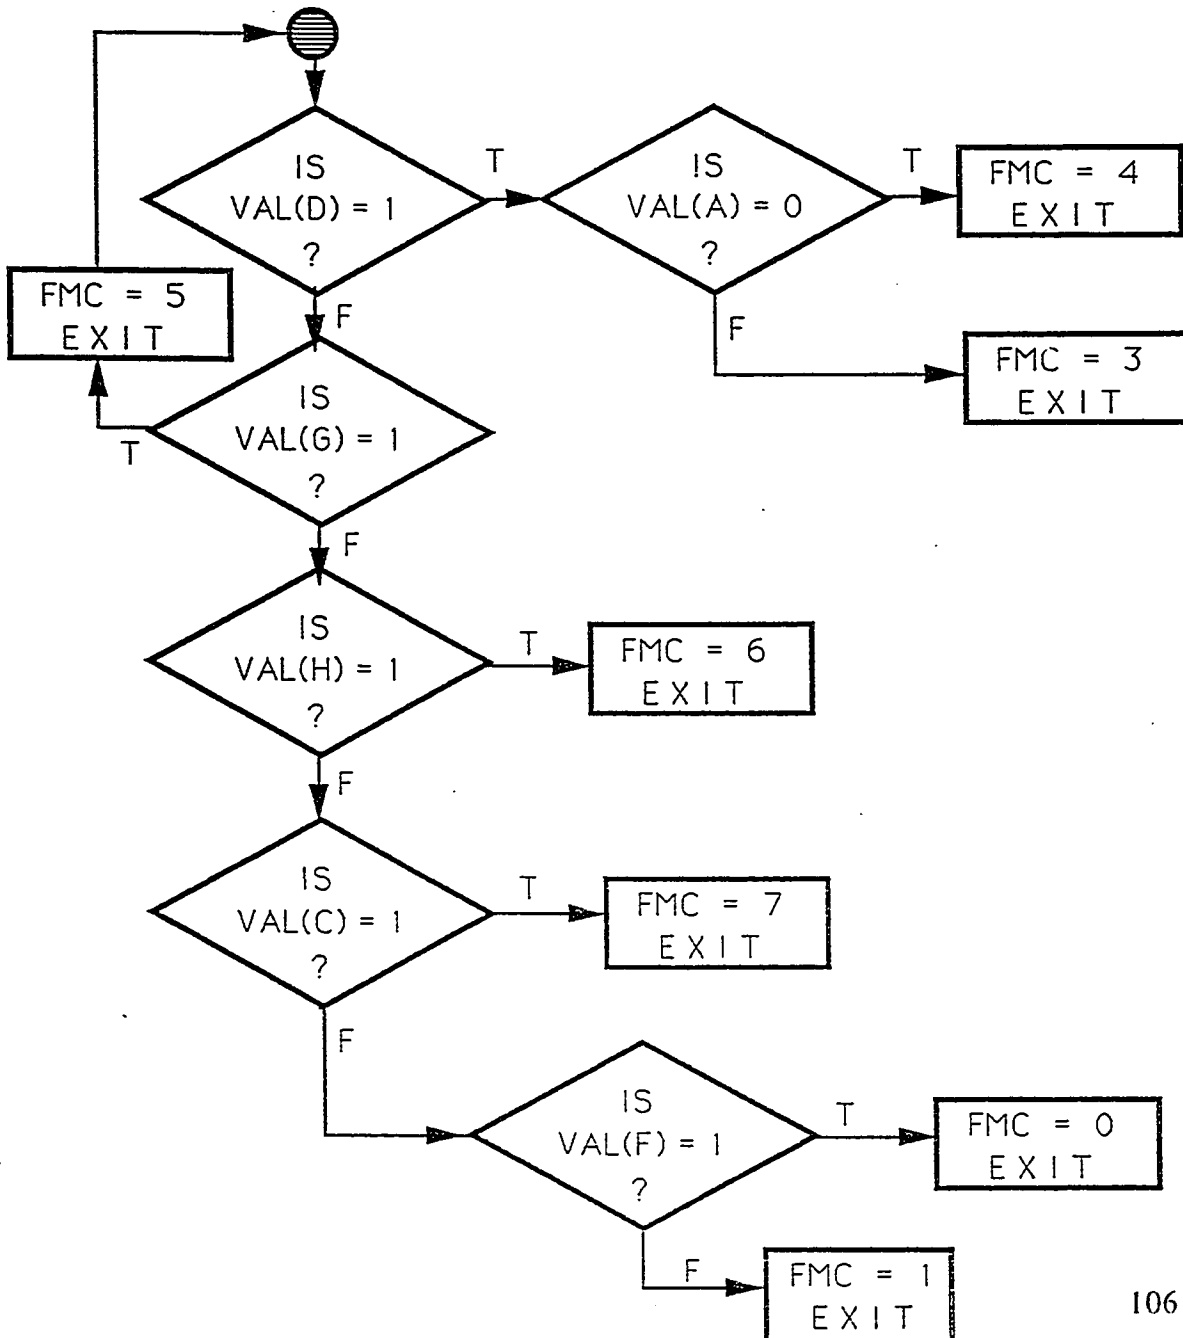 IS
VAL(D) = 1
?
T
IS
VAL(A) = 0
?
T
FMC = 4
EXIT
F
FMC = 3
EXIT
F
FMC = 5
EXIT
IS
VAL(G) = 1
?
T
F
IS
VAL(H) = 1
?
T
FMC = 6
EXIT
F
IS
VAL(C) = 1
?
T
FMC = 7
EXIT
F
IS
VAL(F) = 1
?
T
FMC = 0
EXIT
F
FMC = 1
EXIT
106